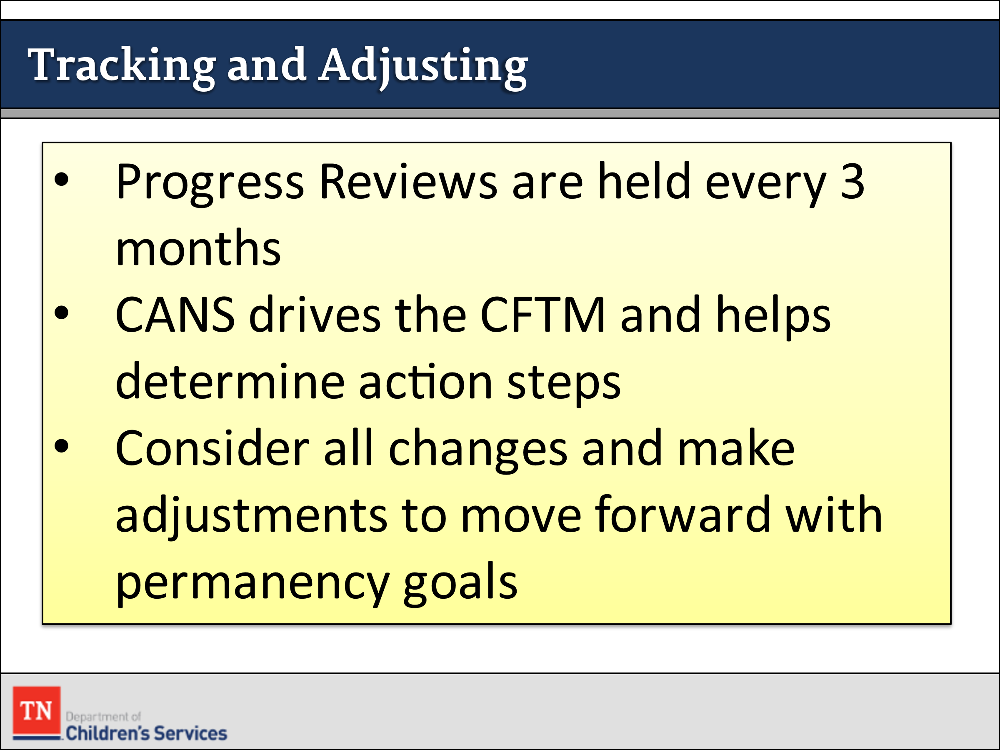 Tracking and Adjusting
• Progress Reviews are held every 3
months
• CANS drives the CFTM and helps
determine action steps
• Consider all changes and make
adjustments to move forward with
permanency goals
TN
Department of
Children's Services